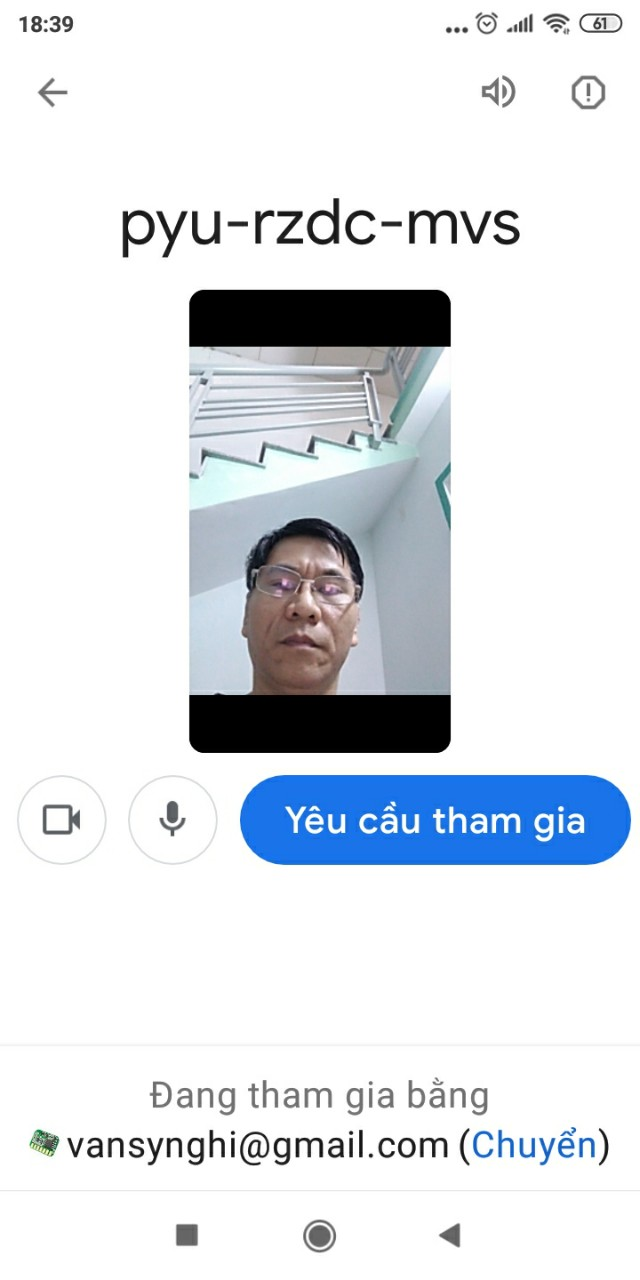 18:39
61
pyu-rzdc-mvs
Yêu cầu tham gia
Đang tham gia bằng
vansynghi@gmail.com (Chuyển)